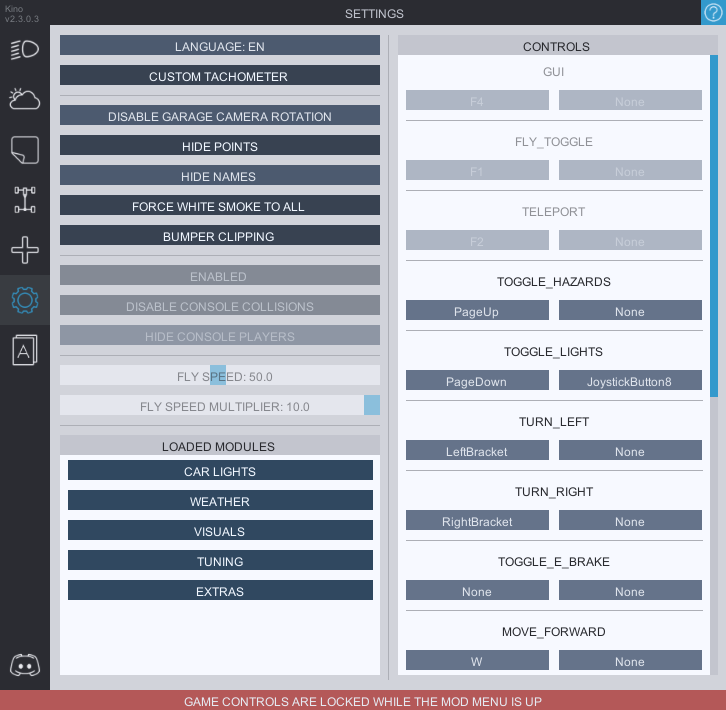 Kino
v2.3.0.3
SETTINGS
?
LANGUAGE: EN
CUSTOM TACHOMETER
DISABLE GARAGE CAMERA ROTATION
HIDE POINTS
HIDE NAMES
FORCE WHITE SMOKE TO ALL
BUMPER CLIPPING
ENABLED
DISABLE CONSOLE COLLISIONS
HIDE CONSOLE PLAYERS
FLY SPEED: 50.0
FLY SPEED MULTIPLIER: 10.0
LOADED MODULES
CAR LIGHTS
WEATHER
VISUALS
TUNING
EXTRAS
A
CONTROLS
GUI
F4 None
FLY_TOGGLE
F1 None
TELEPORT
F2 None
TOGGLE_HAZARDS
PageUp None
TOGGLE_LIGHTS
PageDown JoystickButton8
TURN_LEFT
LeftBracket None
TURN_RIGHT
RightBracket None
TOGGLE_E_BRAKE
None None
MOVE_FORWARD
W None
GAME CONTROLS ARE LOCKED WHILE THE MOD MENU IS UP